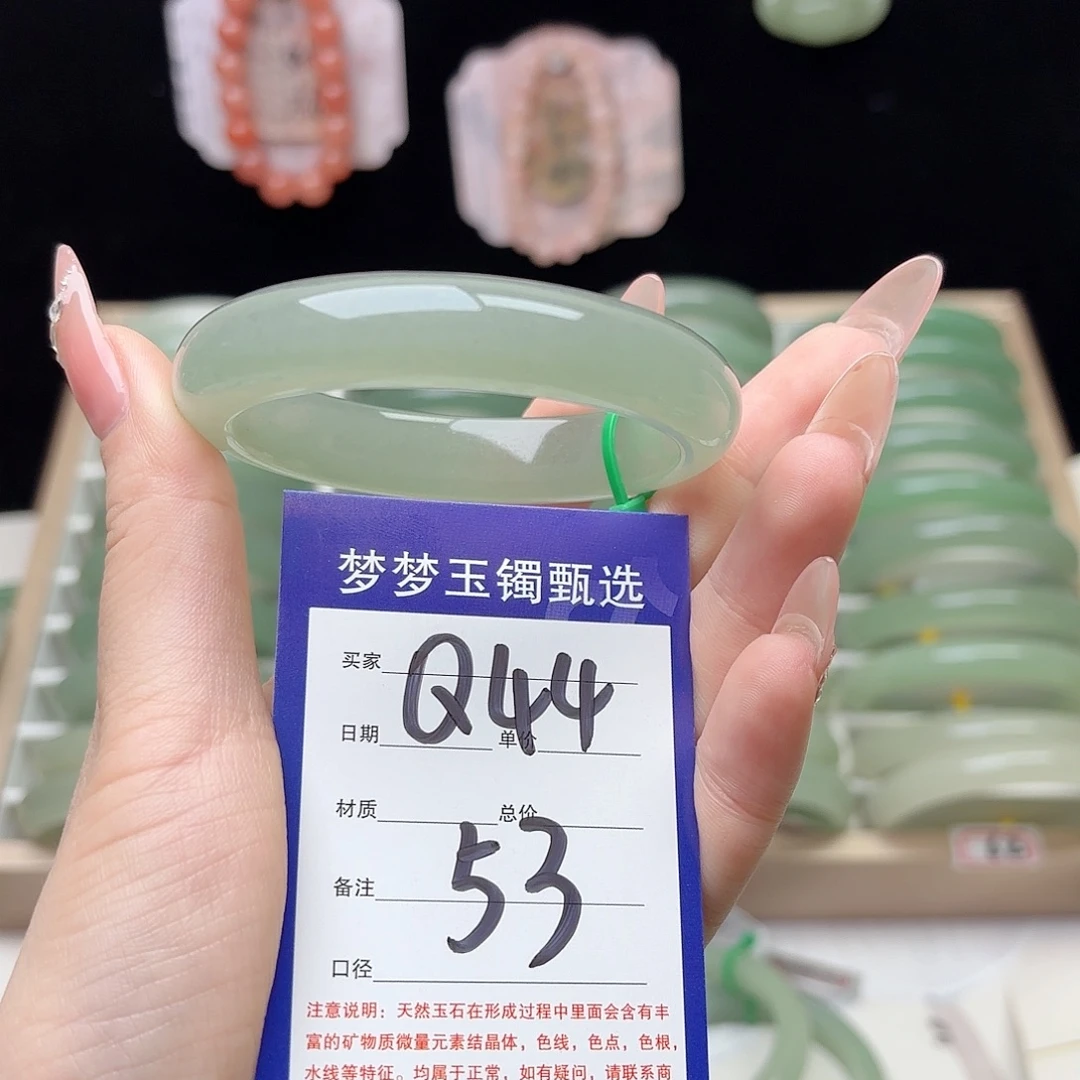 梦梦玉镯甄选
买家 Q44
日期 单价
材质 总价
53
备注
口径
注意说明：天然玉石在形成过程中里面会含有丰
富的矿物质微量元素结晶体，色线，色点，色根，
水线等特征。均属于正常，如有疑问，请联系商